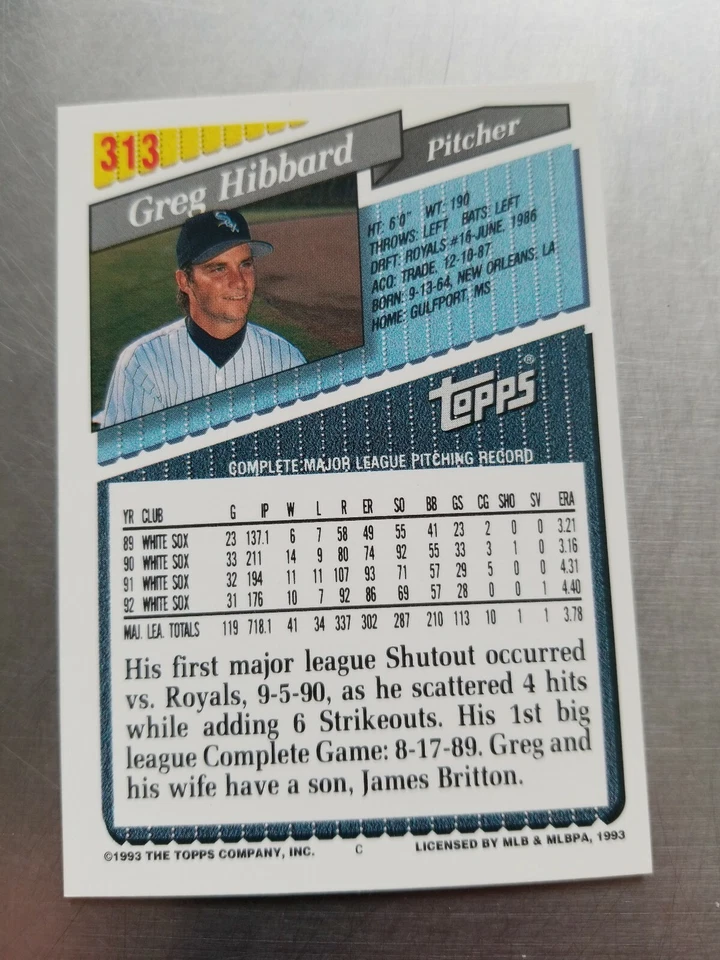 313
Greg Hibbard
Pitcher
HT: 6'0" WT: 190
THROWS: LEFT BATS: LEFT
DRFT: ROYALS #16-JUNE, 1986
ACQ: TRADE, 12-10-87
BORN: 9-13-64, NEW ORLEANS, LA
HOME: GULFPORT, MS
Sox
topps®
COMPLETE MAJOR LEAGUE PITCHING RECORD
YR CLUB G IP W L R ER SO BB GS CG SHO SV ERA
89 WHITE SOX 23 137.1 6 7 58 49 55 41 23 2 0 0 3.21
90 WHITE SOX 33 211 14 9 80 74 92 55 33 3 1 0 3.16
91 WHITE SOX 32 194 11 11 107 93 71 57 29 5 0 0 4.31
92 WHITE SOX 31 176 10 7 92 86 69 57 28 0 0 1 4.40
MAJ. LEA. TOTALS 119 718.1 41 34 337 302 287 210 113 10 1 1 3.78
His first major league Shutout occurred
vs. Royals, 9-5-90, as he scattered 4 hits
while adding 6 Strikeouts. His 1st big
league Complete Game: 8-17-89. Greg and
his wife have a son, James Britton.
©1993 THE TOPPS COMPANY, INC. C LICENSED BY MLB & MLBPA, 1993